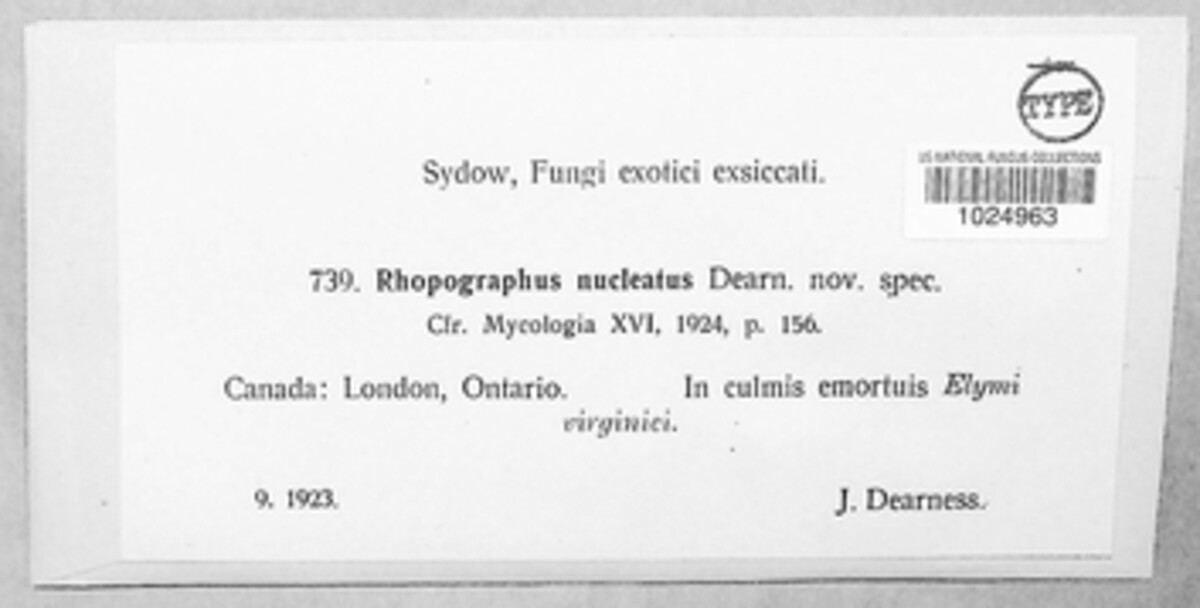 TYPE
US NATIONAL FUNGUS COLLECTIONS
1024963
Sydow, Fungi exotici exsiccati.
739. Rhopographus nucleatus Dearn. nov. spec.
Cfr. Mycologia XVI, 1924, p. 156.
Canada: London, Ontario. In culmis emortuis Elymi
virginici.
9. 1923. J. Dearness.